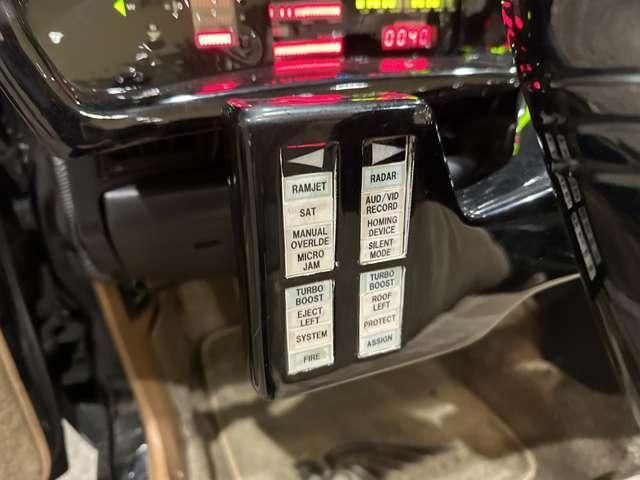 0040
RAMJET
SAT
MANUAL
OVERLDE
MICRO
JAM
TURBO
BOOST
EJECT
LEFT
SYSTEM
FIRE
RADAR
AUD/VID
RECORD
HOMING
DEVICE
SILENT
MODE
TURBO
BOOST
ROOF
LEFT
PROTECT
ASSIGN